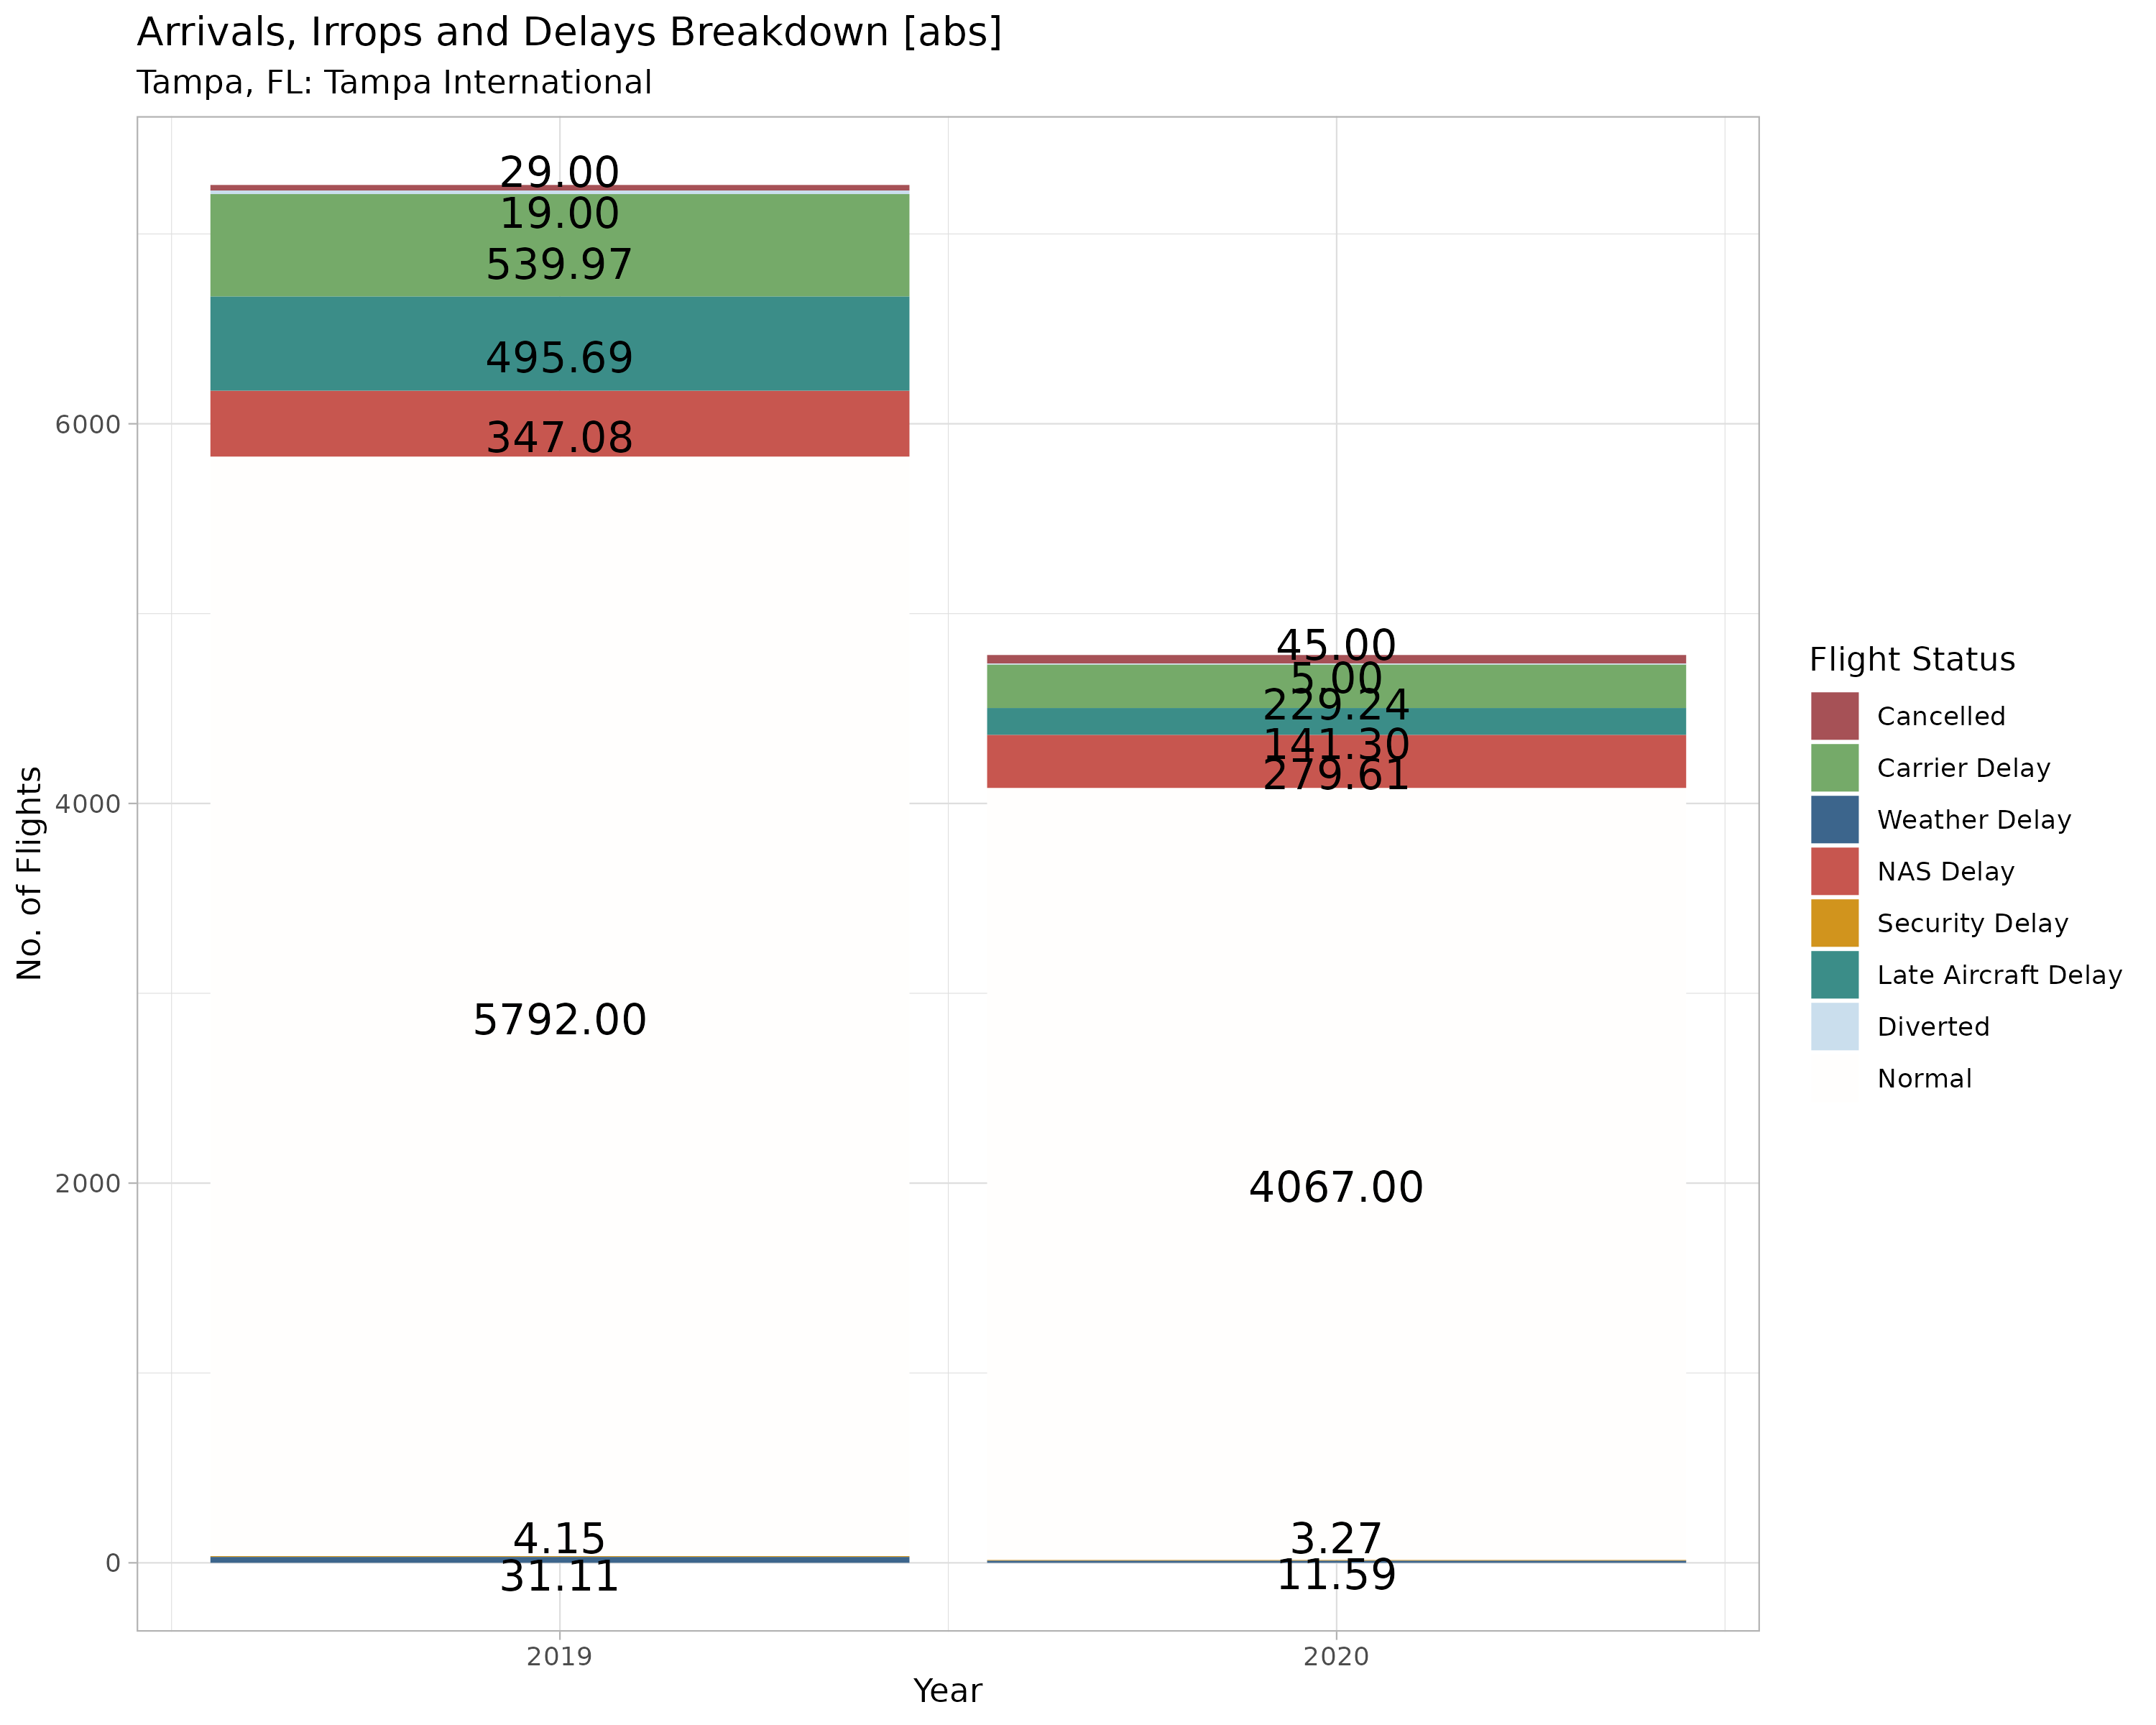 Arrivals, Irrops and Delays Breakdown [abs]
Tampa, FL: Tampa International
29.00
19.00
539.97
495.69
347.08
5792.00
4.15
31.11
45.00
5.00
229.24
141.30
279.61
4067.00
3.27
11.59
6000
4000
2000
0
No. of Flights
2019
2020
Year
Flight Status
Cancelled
Carrier Delay
Weather Delay
NAS Delay
Security Delay
Late Aircraft Delay
Diverted
Normal